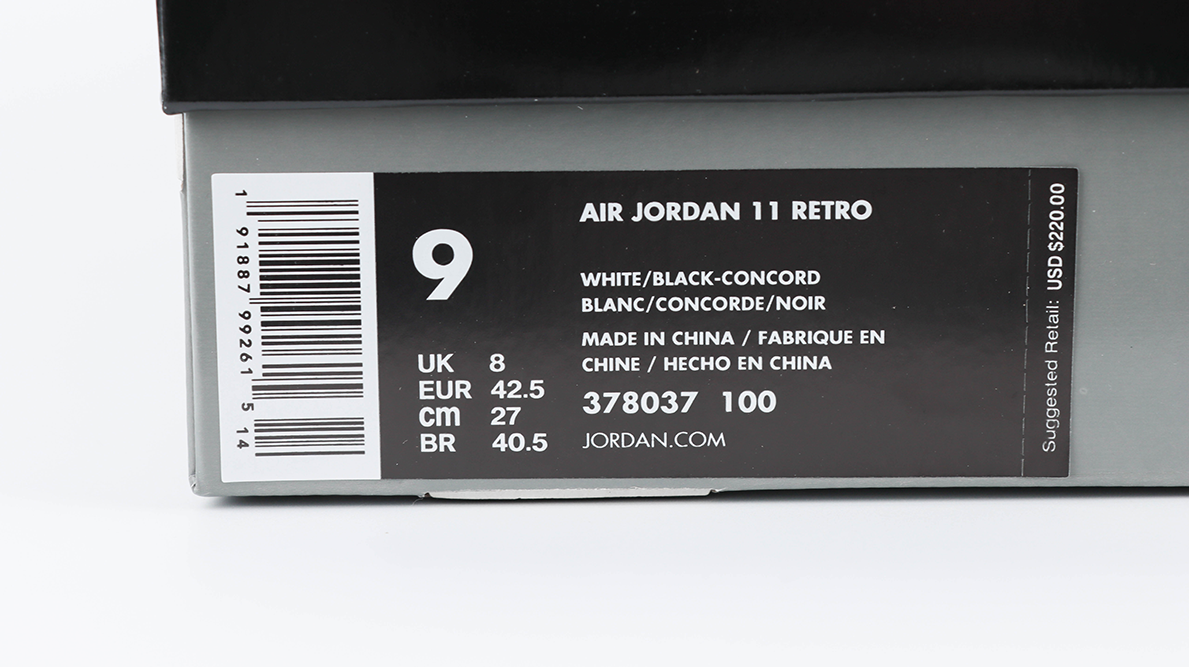 1 91887 99261 5 14
9
UK 8
EUR 42.5
cm 27
BR 40.5
AIR JORDAN 11 RETRO
WHITE/BLACK-CONCORD
BLANC/CONCORDE/NOIR
MADE IN CHINA / FABRIQUE EN
CHINE / HECHO EN CHINA
378037 100
JORDAN.COM
Suggested Retail: USD $220.00